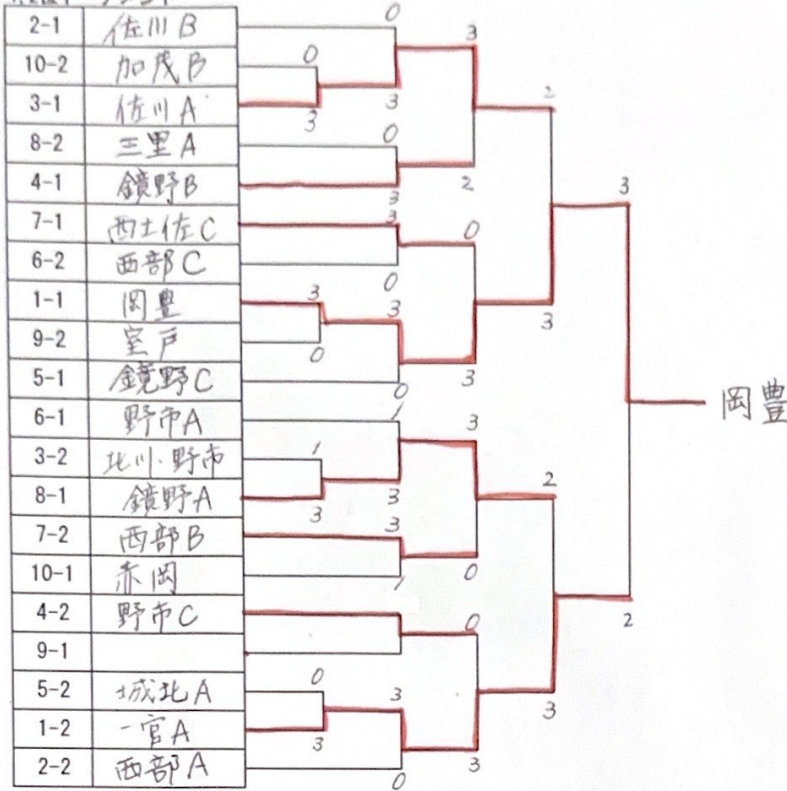 2-1 佐川B
10-2 加茂B
3-1 佐川A
8-2 三里A
4-1 鏡野B
7-1 西土佐C
6-2 西部C
1-1 岡豊
9-2 室戸
5-1 鏡野C
6-1 野市A
3-2 北川・野市
8-1 鏡野A
7-2 西部B
10-1 赤岡
4-2 野市C
9-1
5-2 城北A
1-2 一宮A
2-2 西部A
0
0
3
3
0
3
3
0
3
0
3
0
1
1
3
3
3
1
0
3
3
0
3
2
0
3
3
0
0
3
2
3
2
3
3
2
岡豊